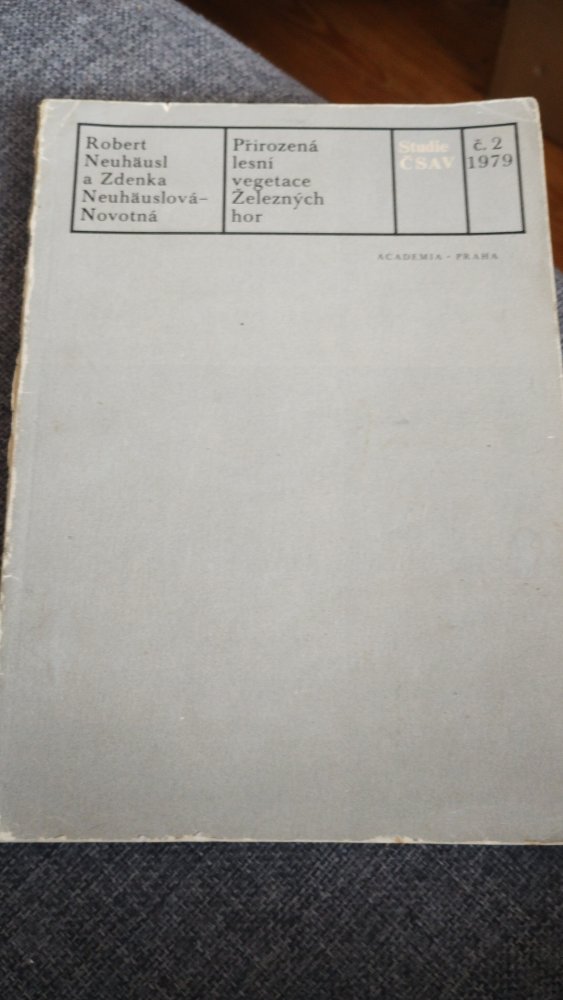 Robert
Neuhäusl
a Zdenka
Neuhäuslová-
Novotná
Přirozená
lesní
vegetace
Železných
hor
Studie
ČSAV
č. 2
1979
ACADEMIA - PRAHA